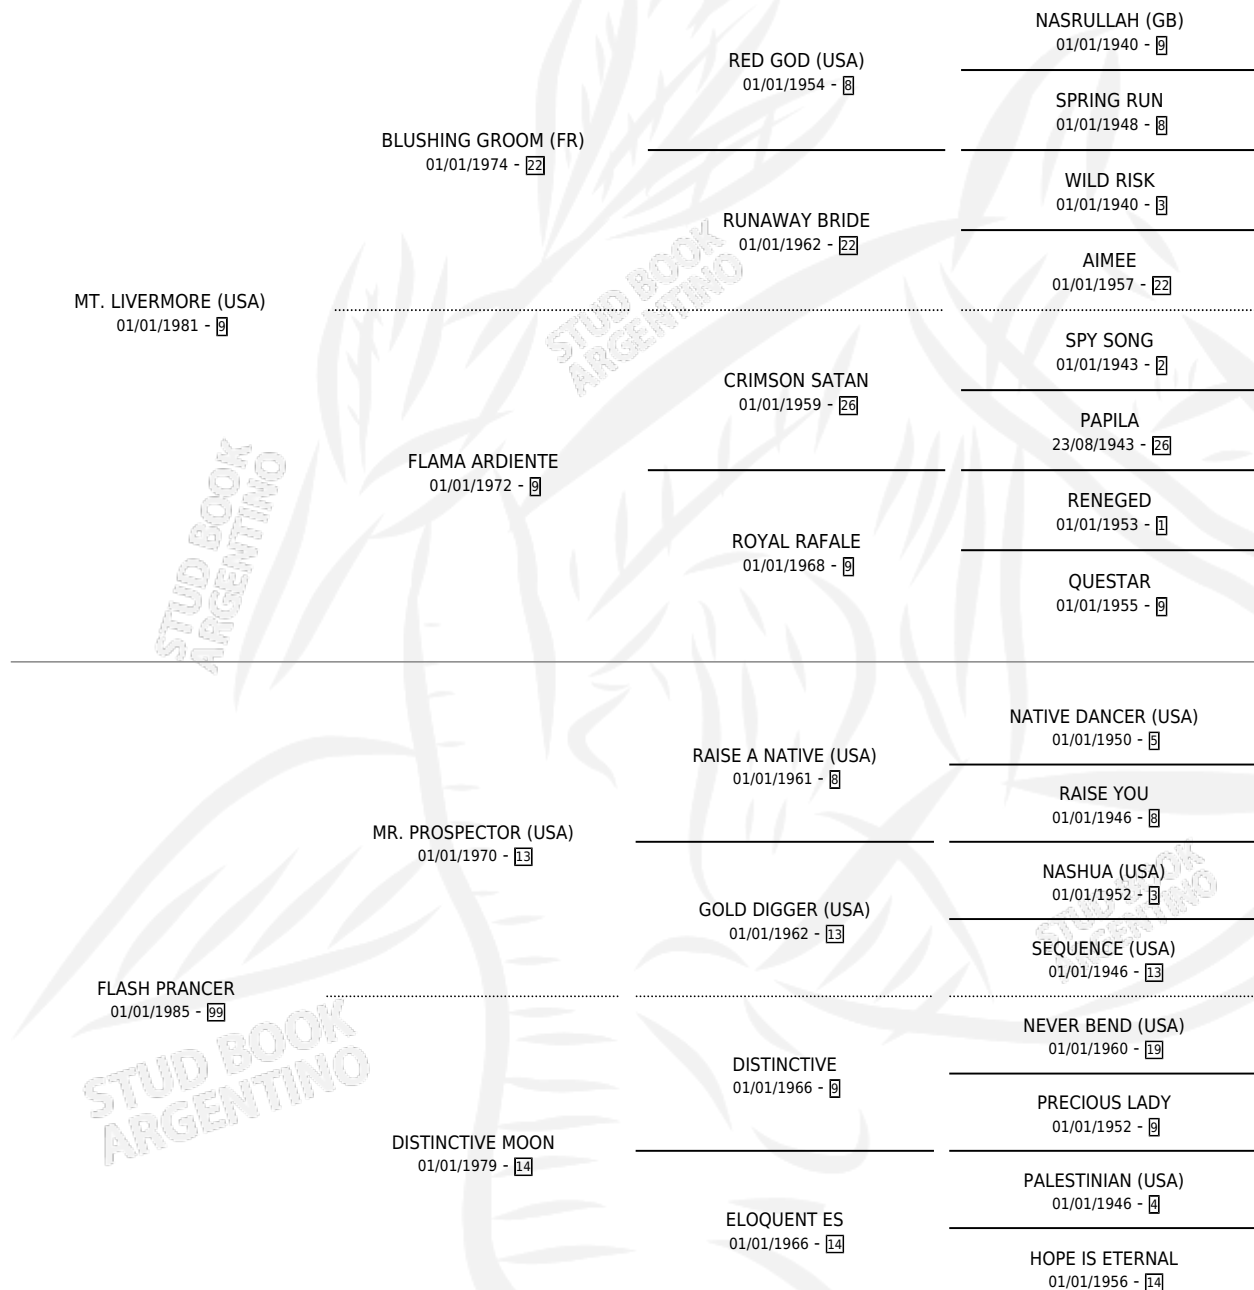 NASRULLAH (GB)
01/01/1940 - 9
RED GOD (USA)
01/01/1954 - 8
SPRING RUN
01/01/1948 - 8
BLUSHING GROOM (FR)
01/01/1974 - 22
WILD RISK
01/01/1940 - 3
RUNAWAY BRIDE
01/01/1962 - 22
AIMEE
01/01/1957 - 22
MT. LIVERMORE (USA)
01/01/1981 - 9
SPY SONG
01/01/1943 - 2
CRIMSON SATAN
01/01/1959 - 26
PAPILA
23/08/1943 - 26
FLAMA ARDIENTE
01/01/1972 - 9
RENEGED
01/01/1953 - 1
ROYAL RAFALE
01/01/1968 - 9
QUESTAR
01/01/1955 - 9
NATIVE DANCER (USA)
01/01/1950 - 5
RAISE A NATIVE (USA)
01/01/1961 - 8
RAISE YOU
01/01/1946 - 8
MR. PROSPECTOR (USA)
01/01/1970 - 13
NASHUA (USA)
01/01/1952 - 3
GOLD DIGGER (USA)
01/01/1962 - 13
SEQUENCE (USA)
01/01/1946 - 13
FLASH PRANCER
01/01/1985 - 99
NEVER BEND (USA)
01/01/1960 - 19
DISTINCTIVE
01/01/1966 - 9
PRECIOUS LADY
01/01/1952 - 9
DISTINCTIVE MOON
01/01/1979 - 14
PALESTINIAN (USA)
01/01/1946 - 4
ELOQUENT ES
01/01/1966 - 14
HOPE IS ETERNAL
01/01/1956 - 14
STUD BOOK
ARGENTINO
STUD BOOK
ARGENTINO
STUD BOOK
ARGENTINO
STUD BOOK
ARGENTINO